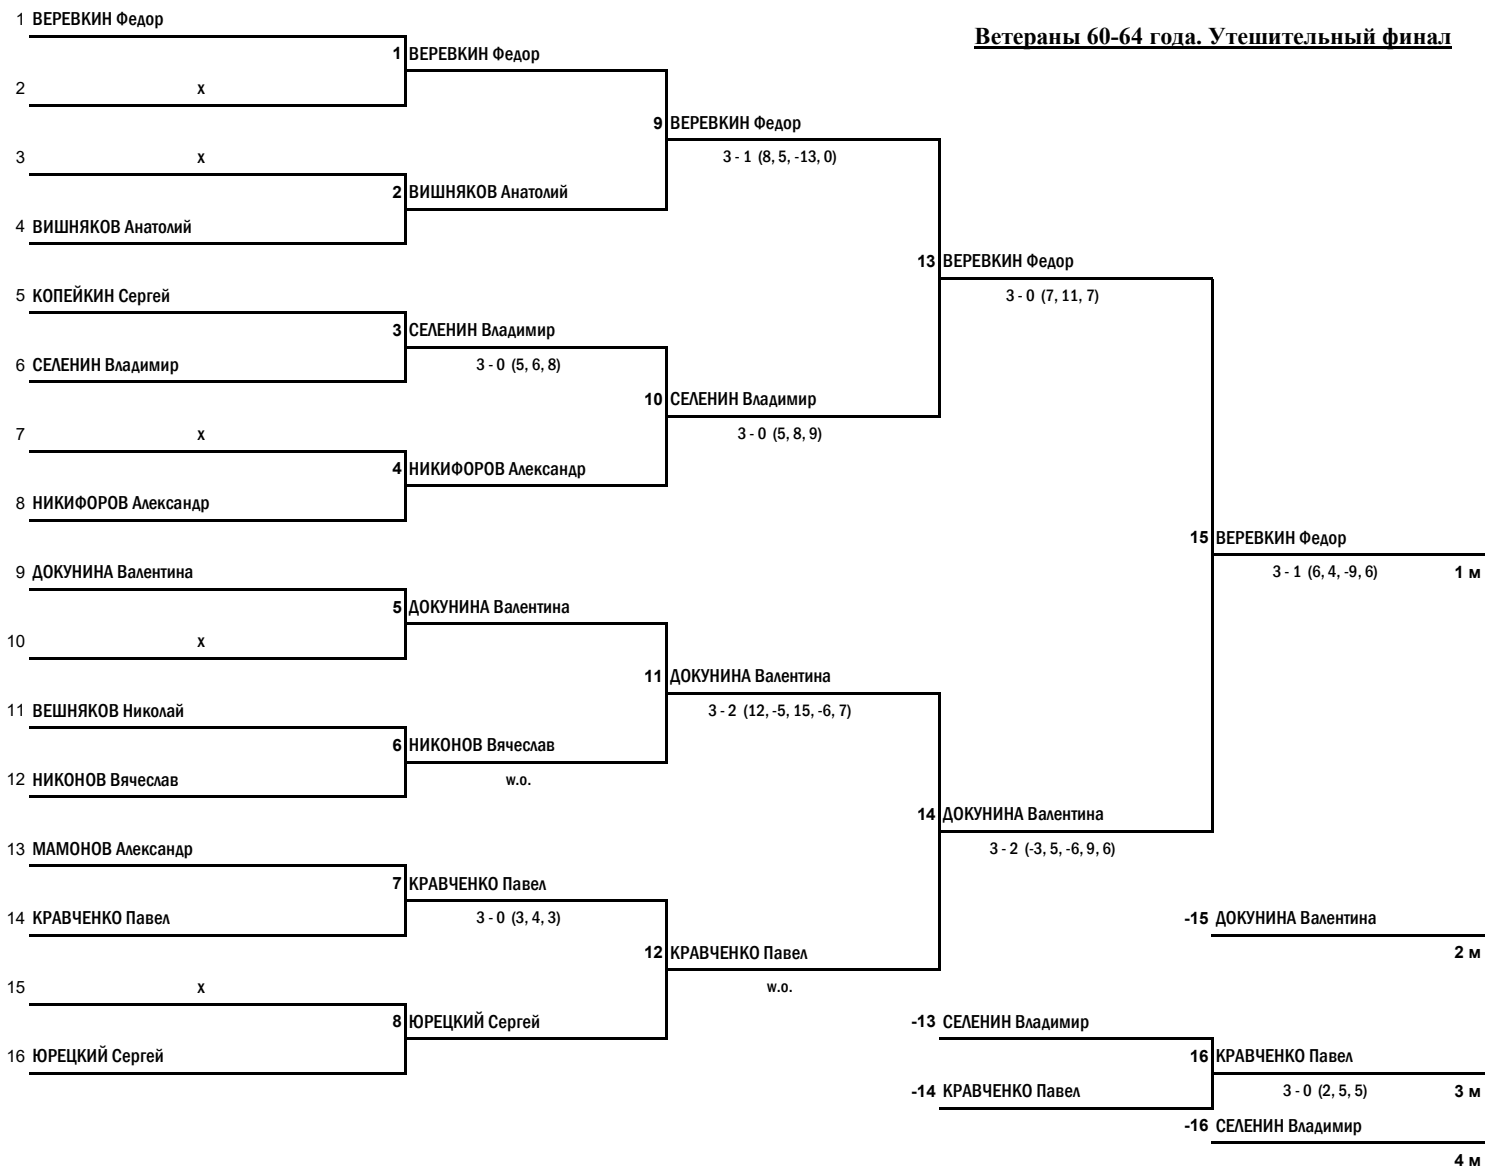 1 ВЕРЕВКИН Федор
Ветераны 60-64 года. Утешительный финал
1 ВЕРЕВКИН Федор
2 х
9 ВЕРЕВКИН Федор
3 х
3 - 1 (8, 5, -13, 0)
2 ВИШНЯКОВ Анатолий
4 ВИШНЯКОВ Анатолий
13 ВЕРЕВКИН Федор
5 КОПЕЙКИН Сергей
3 - 0 (7, 11, 7)
3 СЕЛЕНИН Владимир
6 СЕЛЕНИН Владимир
3 - 0 (5, 6, 8)
10 СЕЛЕНИН Владимир
7 х
3 - 0 (5, 8, 9)
4 НИКИФОРОВ Александр
8 НИКИФОРОВ Александр
15 ВЕРЕВКИН Федор
9 ДОКУНИНА Валентина
3 - 1 (6, 4, -9, 6) 1 м
5 ДОКУНИНА Валентина
10 х
11 ДОКУНИНА Валентина
11 ВЕШНЯКОВ Николай
3 - 2 (12, -5, 15, -6, 7)
6 НИКОНОВ Вячеслав
12 НИКОНОВ Вячеслав
w.o.
14 ДОКУНИНА Валентина
13 МАМОНОВ Александр
3 - 2 (-3, 5, -6, 9, 6)
7 КРАВЧЕНКО Павел
14 КРАВЧЕНКО Павел
3 - 0 (3, 4, 3)
-15 ДОКУНИНА Валентина
12 КРАВЧЕНКО Павел
2 м
15 х
w.o.
8 ЮРЕЦКИЙ Сергей
-13 СЕЛЕНИН Владимир
16 ЮРЕЦКИЙ Сергей
16 КРАВЧЕНКО Павел
-14 КРАВЧЕНКО Павел
3 - 0 (2, 5, 5) 3 м
-16 СЕЛЕНИН Владимир
4 м